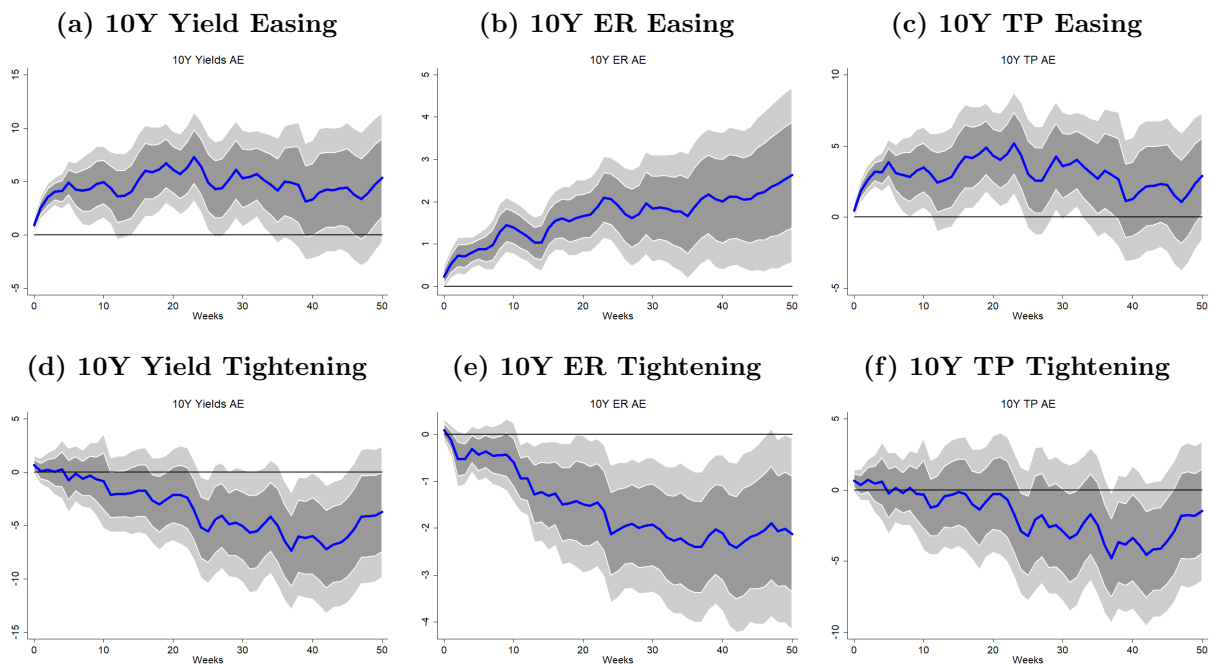 (a) 10Y Yield Easing
(b) 10Y ER Easing
(c) 10Y TP Easing
10Y Yields AE
10Y ER AE
10Y TP AE
15
10
5
0
-5
0 10 20 30 40 50
Weeks
5
4
3
2
1
0
0 10 20 30 40 50
Weeks
10
5
0
-5
0 10 20 30 40 50
Weeks
(d) 10Y Yield Tightening
(e) 10Y ER Tightening
(f) 10Y TP Tightening
10Y Yields AE
10Y ER AE
10Y TP AE
5
0
-5
-10
-15
0 10 20 30 40 50
Weeks
0
-1
-2
-3
-4
0 10 20 30 40 50
Weeks
5
0
-5
-10
0 10 20 30 40 50
Weeks